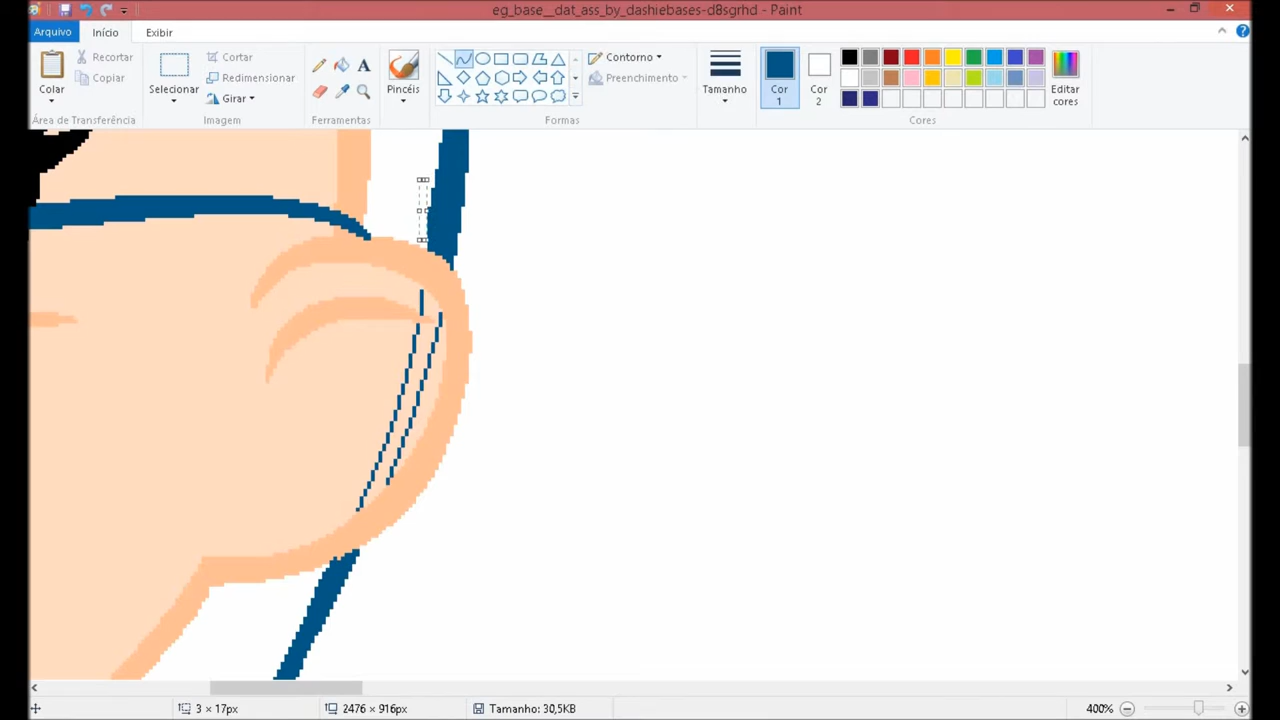 eg_base__dat_ass_by_dashiebases-d8sgrhd - Paint
Arquivo Início Exibir
Colar
Recortar
Copiar
Área de Transferência
Selecionar
Cortar
Redimensionar
Girar
Imagem
A
Ferramentas
Pincéis
Contorno
Preenchimento
Formas
Tamanho
Cor 1
Cor 2
Editar cores
Cores
3 × 17px
2476 × 916px
Tamanho: 30,5KB
400%